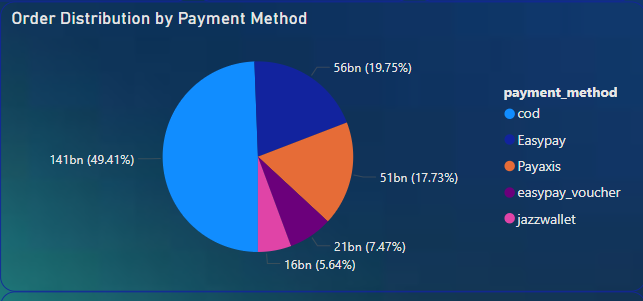 Order Distribution by Payment Method
56bn (19.75%)
payment_method
cod
Easypay
141bn (49.41%)
Payaxis
51bn (17.73%)
easypay_voucher
jazzwallet
21bn (7.47%)
16bn (5.64%)